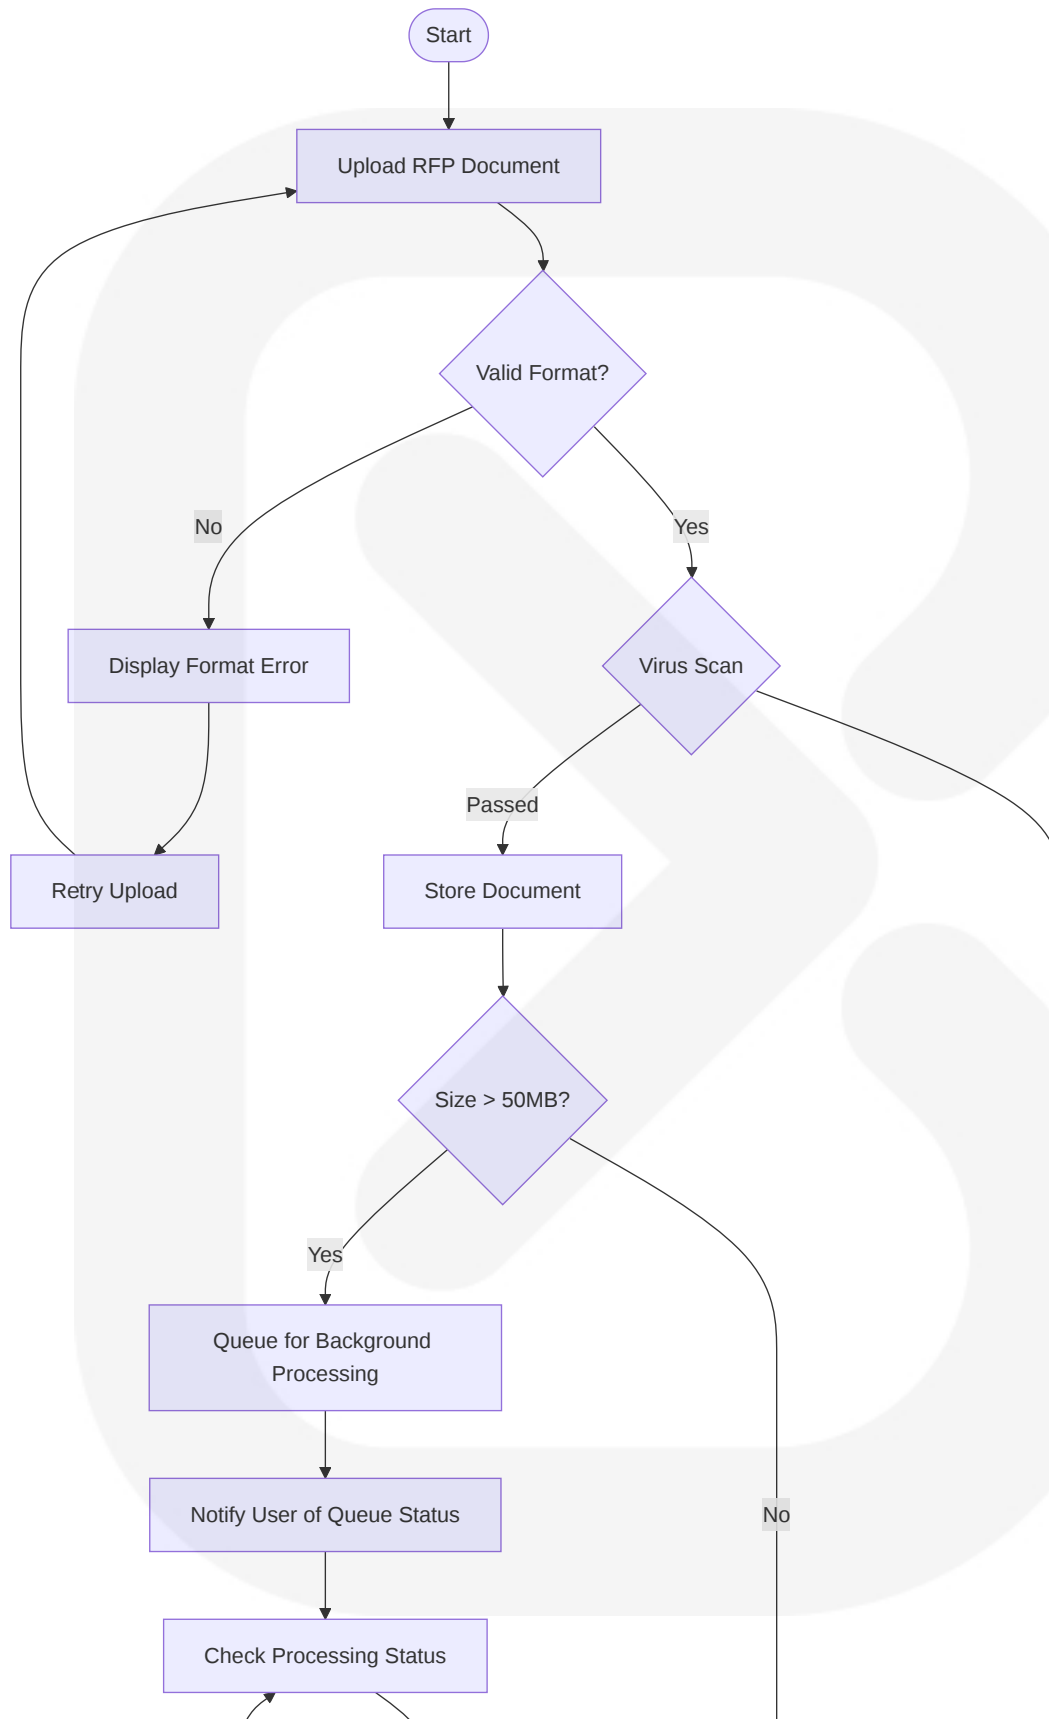 Start
Upload RFP Document
Valid Format?
No
Yes
Display Format Error
Virus Scan
Passed
Retry Upload
Store Document
Size > 50MB?
Yes
Queue for Background
Processing
Notify User of Queue Status
No
Check Processing Status